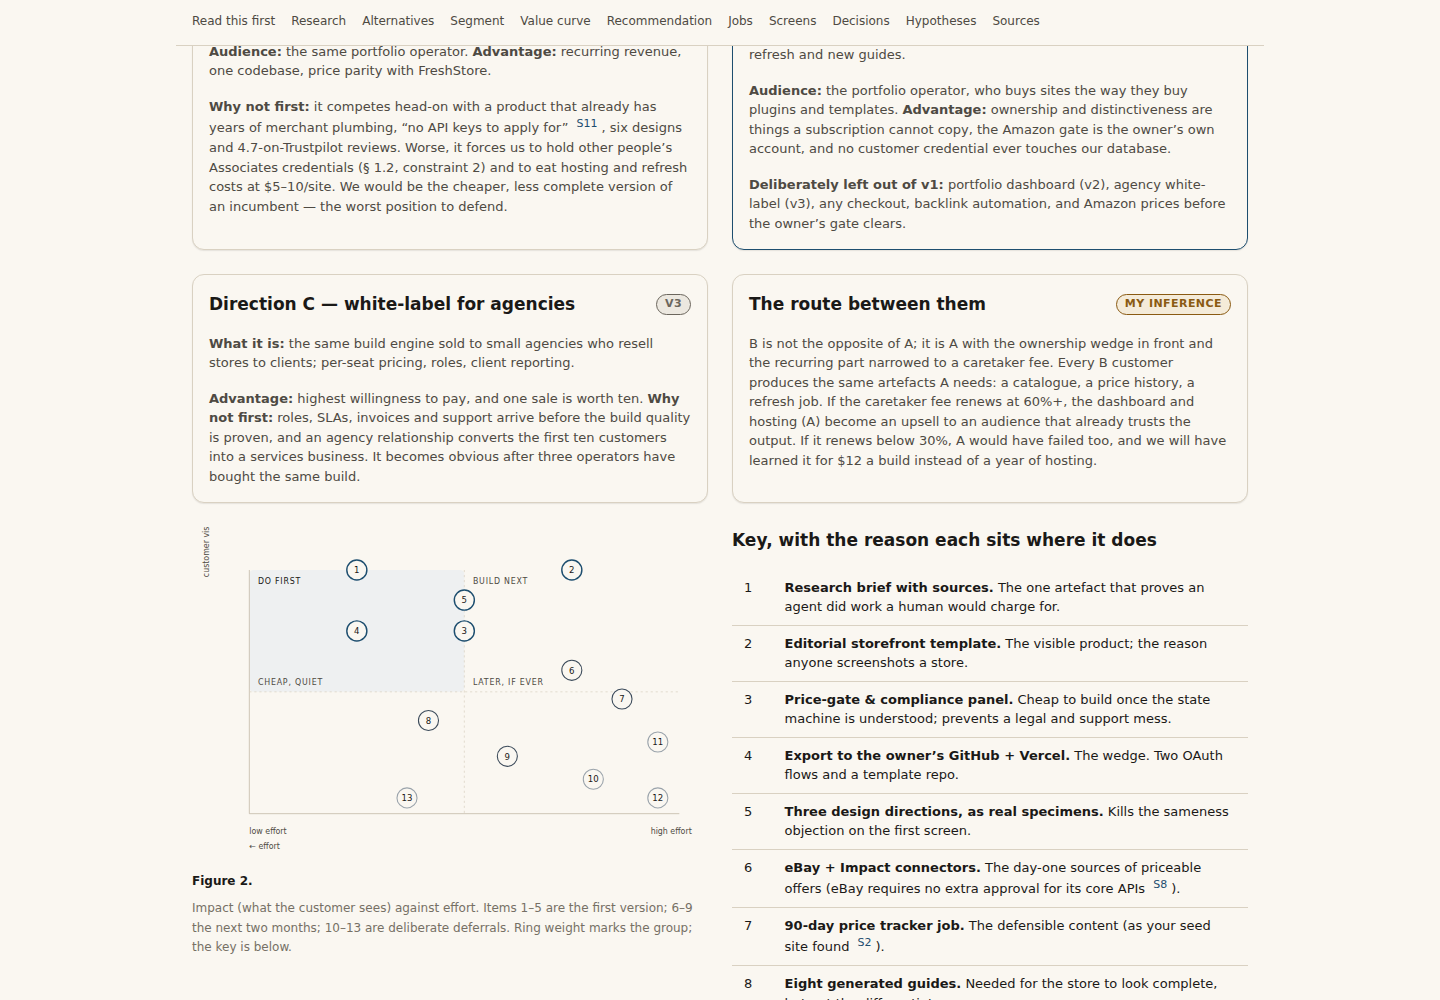 Read this first Research Alternatives Segment Value curve Recommendation Jobs Screens Decisions Hypotheses Sources
Audience: the same portfolio operator. Advantage: recurring revenue,
one codebase, price parity with FreshStore.
Why not first: it competes head-on with a product that already has
years of merchant plumbing, “no API keys to apply for” S11 , six designs
and 4.7-on-Trustpilot reviews. Worse, it forces us to hold other people’s
Associates credentials (§ 1.2, constraint 2) and to eat hosting and refresh
costs at $5–10/site. We would be the cheaper, less complete version of
an incumbent — the worst position to defend.
refresh and new guides.
Audience: the portfolio operator, who buys sites the way they buy
plugins and templates. Advantage: ownership and distinctiveness are
things a subscription cannot copy, the Amazon gate is the owner’s own
account, and no customer credential ever touches our database.
Deliberately left out of v1: portfolio dashboard (v2), agency white-
label (v3), any checkout, backlink automation, and Amazon prices before
the owner’s gate clears.
Direction C — white-label for agencies
V3
What it is: the same build engine sold to small agencies who resell
stores to clients; per-seat pricing, roles, client reporting.
Advantage: highest willingness to pay, and one sale is worth ten. Why
not first: roles, SLAs, invoices and support arrive before the build quality
is proven, and an agency relationship converts the first ten customers
into a services business. It becomes obvious after three operators have
bought the same build.
The route between them
MY INFERENCE
B is not the opposite of A; it is A with the ownership wedge in front and
the recurring part narrowed to a caretaker fee. Every B customer
produces the same artefacts A needs: a catalogue, a price history, a
refresh job. If the caretaker fee renews at 60%+, the dashboard and
hosting (A) become an upsell to an audience that already trusts the
output. If it renews below 30%, A would have failed too, and we will have
learned it for $12 a build instead of a year of hosting.
customer vis
DO FIRST
BUILD NEXT
CHEAP, QUIET
LATER, IF EVER
1
2
5
4
3
6
7
8
11
9
10
13
12
low effort
high effort
← effort
Figure 2.
Impact (what the customer sees) against effort. Items 1–5 are the first version; 6–9
the next two months; 10–13 are deliberate deferrals. Ring weight marks the group;
the key is below.
Key, with the reason each sits where it does
1 Research brief with sources. The one artefact that proves an
agent did work a human would charge for.
2 Editorial storefront template. The visible product; the reason
anyone screenshots a store.
3 Price-gate & compliance panel. Cheap to build once the state
machine is understood; prevents a legal and support mess.
4 Export to the owner’s GitHub + Vercel. The wedge. Two OAuth
flows and a template repo.
5 Three design directions, as real specimens. Kills the sameness
objection on the first screen.
6 eBay + Impact connectors. The day-one sources of priceable
offers (eBay requires no extra approval for its core APIs S8 ).
7 90-day price tracker job. The defensible content (as your seed
site found S2 ).
8 Eight generated guides. Needed for the store to look complete,